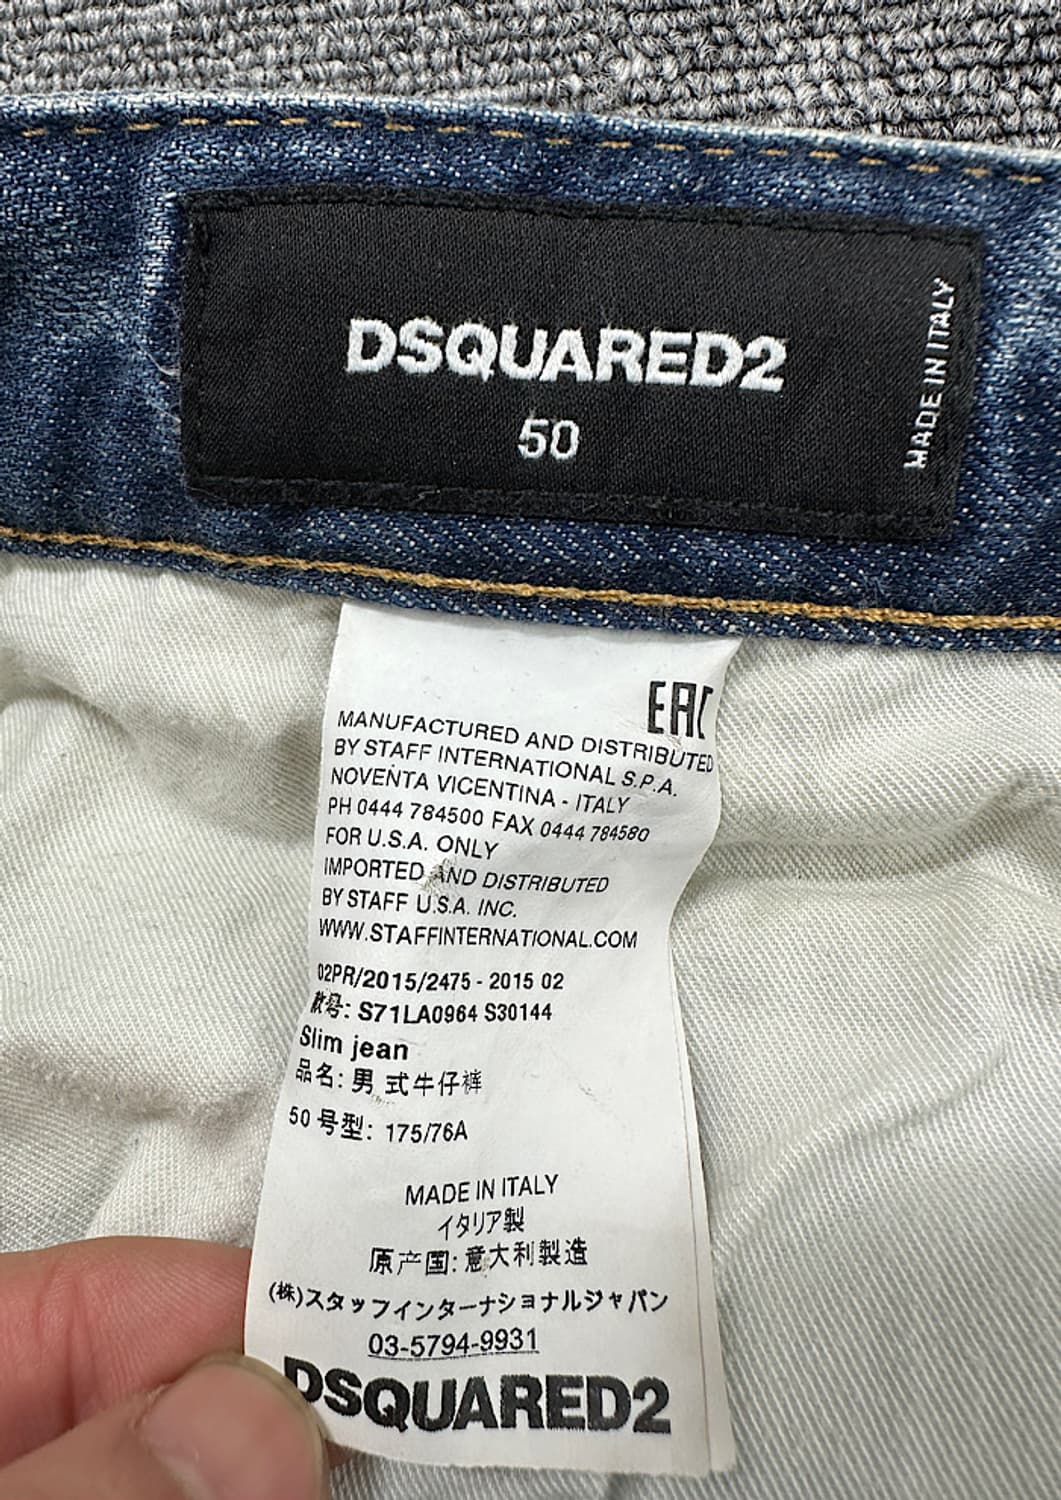 DSQUARED2
50
MADE IN ITALY
EAC
MANUFACTURED AND DISTRIBUTED
BY STAFF INTERNATIONAL S.P.A.
NOVENTA VICENTINA - ITALY
PH 0444 784500 FAX 0444 784580
FOR U.S.A. ONLY
IMPORTED AND DISTRIBUTED
BY STAFF U.S.A. INC.
WWW.STAFFINTERNATIONAL.COM
02PR/2015/2475 - 2015 02
款号: S71LA0964 S30144
Slim jean
品名: 男 式牛仔裤
50 号型: 175/76A
MADE IN ITALY
イタリア製
原产国: 意大利製造
(株)スタッフインターナショナルジャパン
03-5794-9931
DSQUARED2